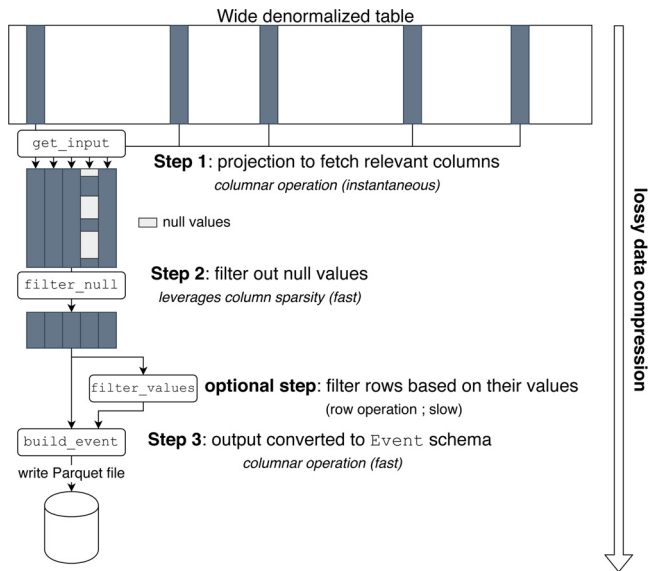 Wide denormalized table
get_input
Step 1: projection to fetch relevant columns
columnar operation (instantaneous)
null values
Step 2: filter out null values
filter_null
leverages column sparsity (fast)
filter_values
optional step: filter rows based on their values
(row operation ; slow)
build_event
Step 3: output converted to Event schema
columnar operation (fast)
write Parquet file
lossy data compression